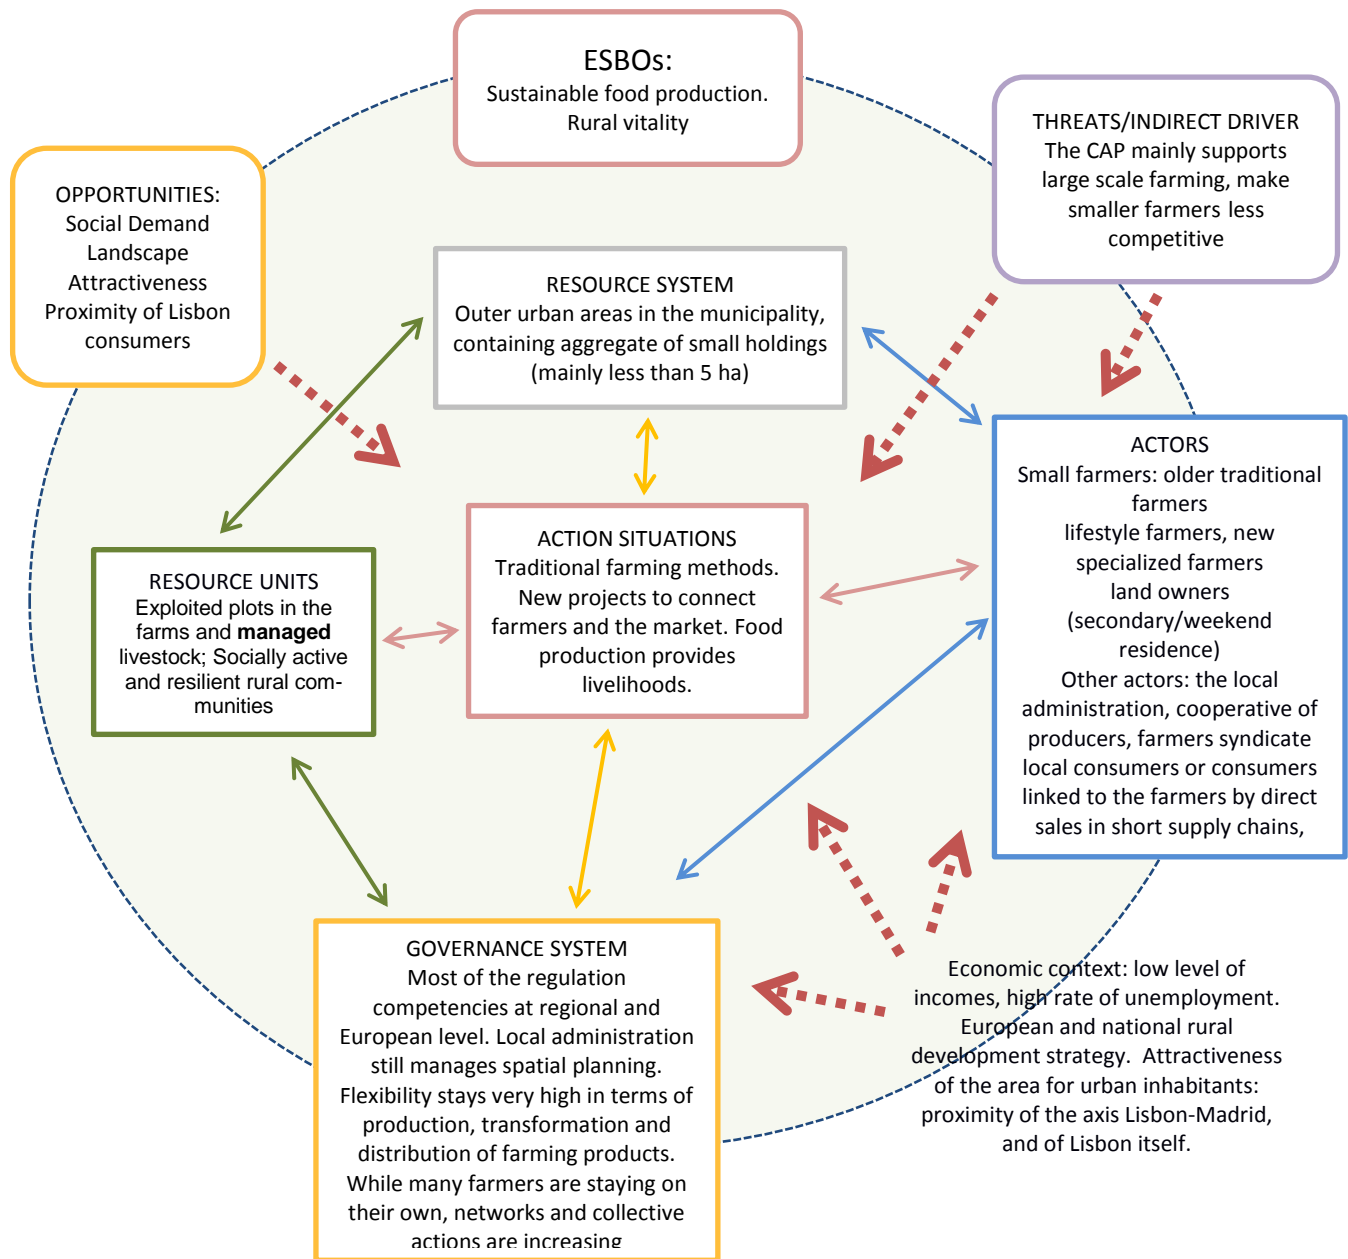 ESBOs:
Sustainable food production.
Rural vitality
THREATS/INDIRECT DRIVER
The CAP mainly supports
large scale farming, make
smaller farmers less
competitive
OPPORTUNITIES:
Social Demand
Landscape
Attractiveness
Proximity of Lisbon
consumers
RESOURCE SYSTEM
Outer urban areas in the municipality,
containing aggregate of small holdings
(mainly less than 5 ha)
ACTORS
Small farmers: older traditional
farmers
lifestyle farmers, new
specialized farmers
land owners
(secondary/weekend
residence)
Other actors: the local
administration, cooperative of
producers, farmers syndicate
local consumers or consumers
linked to the farmers by direct
sales in short supply chains,
ACTION SITUATIONS
Traditional farming methods.
New projects to connect
farmers and the market. Food
production provides
livelihoods.
RESOURCE UNITS
Exploited plots in the
farms and managed
livestock; Socially active
and resilient rural com-
munities
GOVERNANCE SYSTEM
Most of the regulation
competencies at regional and
European level. Local administration
still manages spatial planning.
Flexibility stays very high in terms of
production, transformation and
distribution of farming products.
While many farmers are staying on
their own, networks and collective
actions are increasing
Economic context: low level of
incomes, high rate of unemployment.
European and national rural
development strategy. Attractiveness
of the area for urban inhabitants:
proximity of the axis Lisbon-Madrid,
and of Lisbon itself.